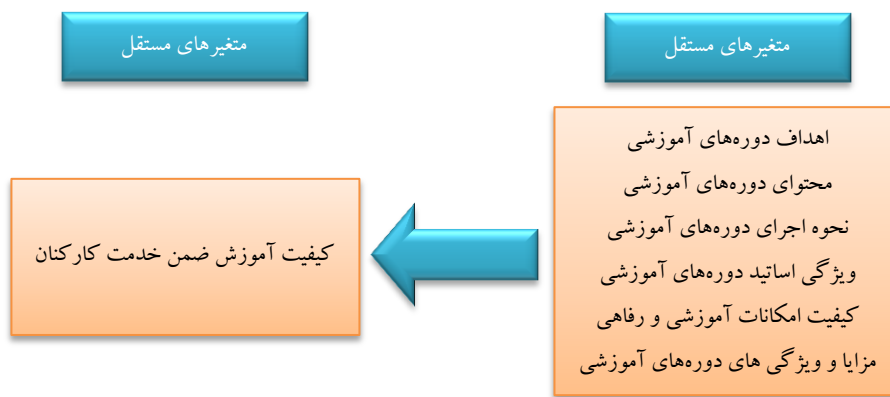 متغیرهای مستقل
متغیرهای مستقل
اهداف دوره‌های آموزشی
محتوای دوره‌های آموزشی
نحوه اجرای دوره‌های آموزشی
ویژگی اساتید دوره‌های آموزشی
کیفیت امکانات آموزشی و رفاهی
مزایا و ویژگی های دوره‌های آموزشی
کیفیت آموزش ضمن خدمت کارکنان